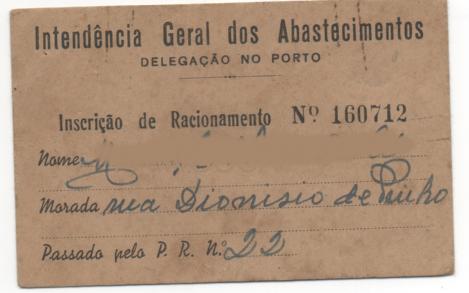 Intendência Geral dos Abastecimentos
DELEGAÇÃO NO PORTO
Inscrição de Racionamento Nº 160712
Nome
Morada rua Dionisio de Pinho
Passado pelo P. R. N.º 22